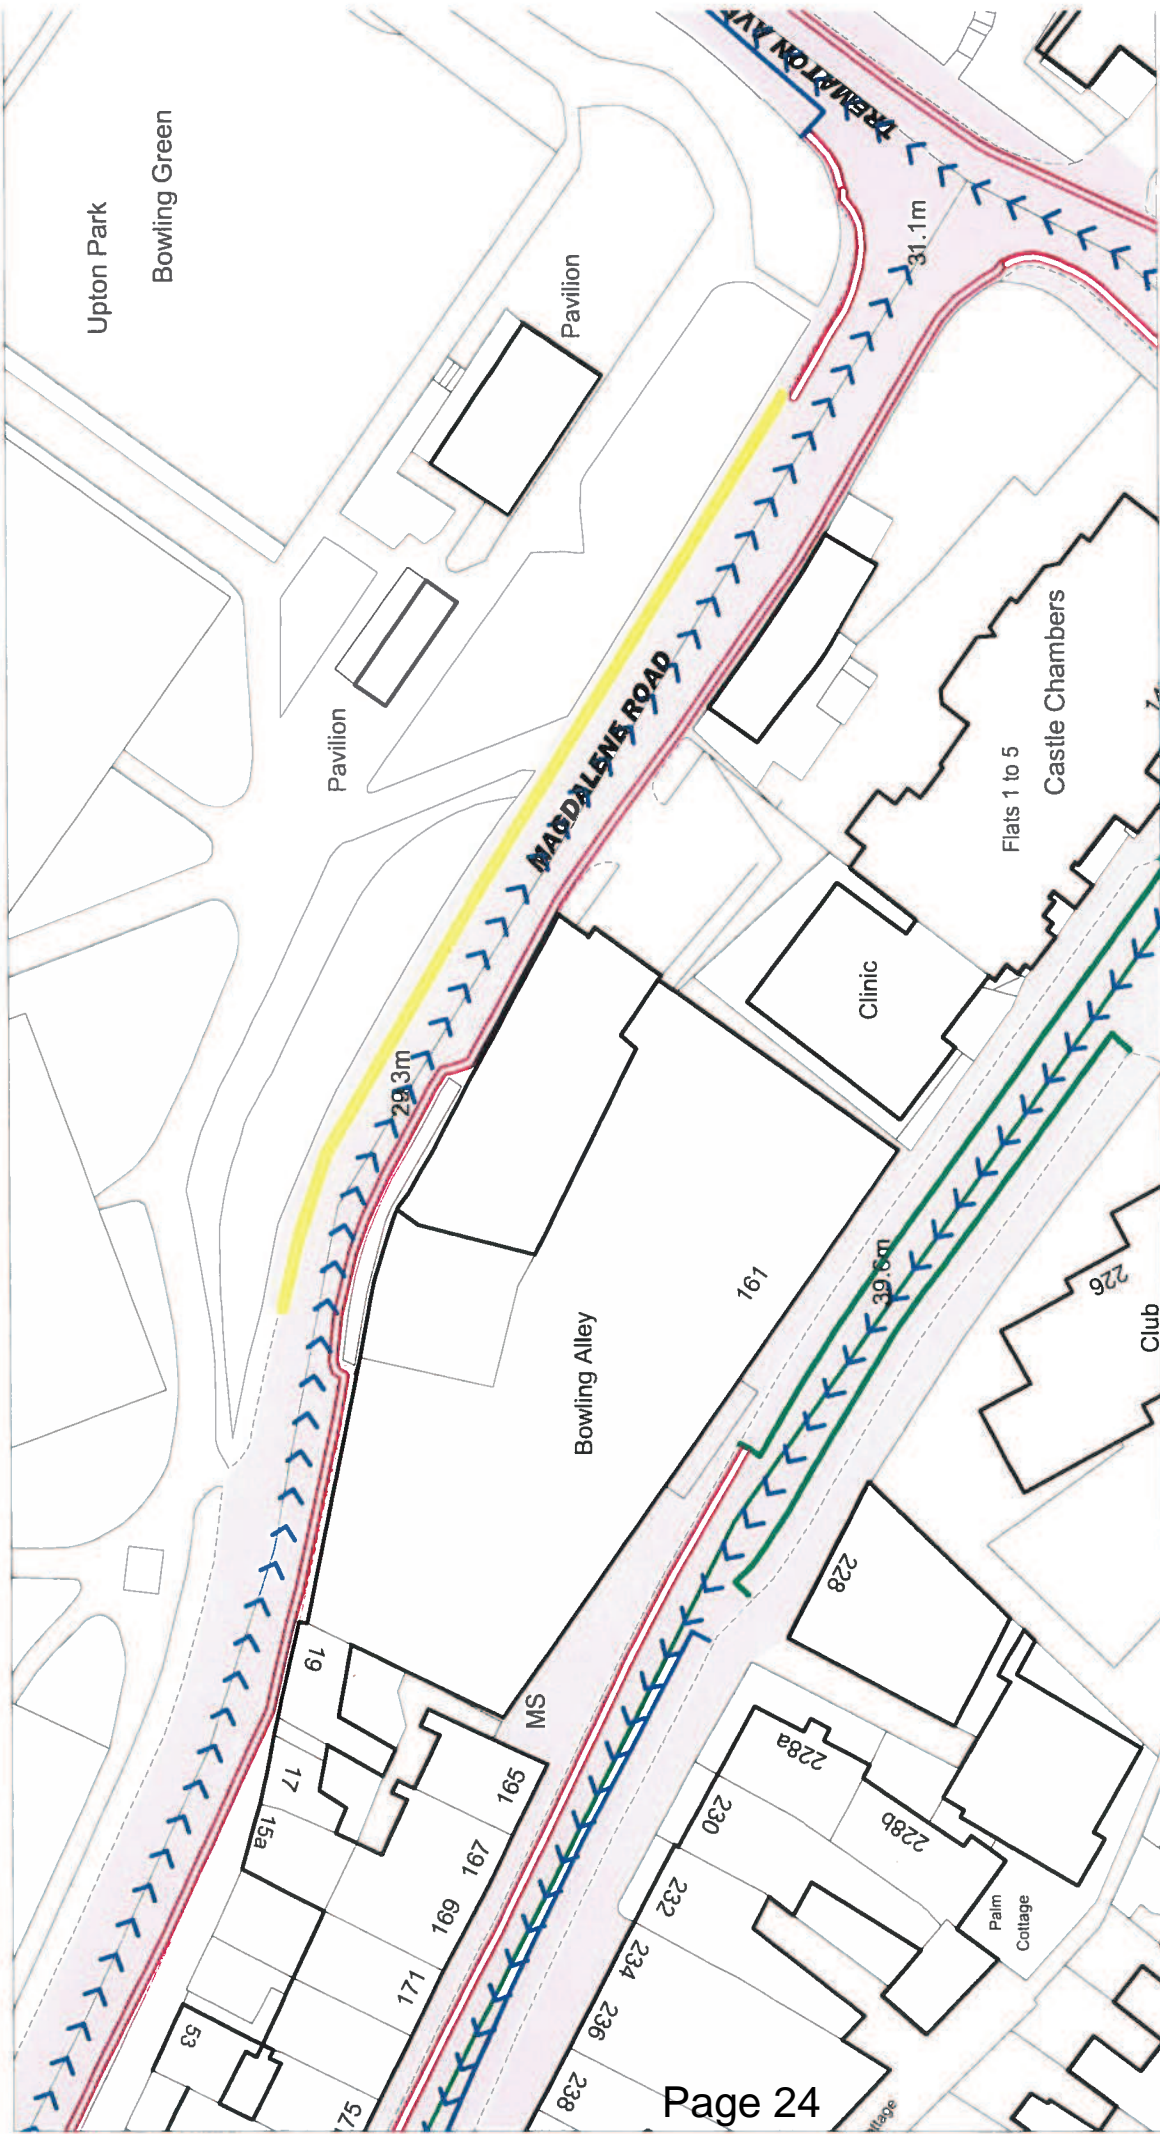 Upton Park
Bowling Green
TREMATON AV
Pavilion
31.1m
Pavilion
MAGDALENE ROAD
Castle Chambers
Flats 1 to 5
Clinic
29.3m
161
39.6m
226
Club
Bowling Alley
228
19
MS
17
15a
165
228a
230
228b
167
232
169
Palm
Cottage
234
171
236
53
238
75
Page 24
ttage